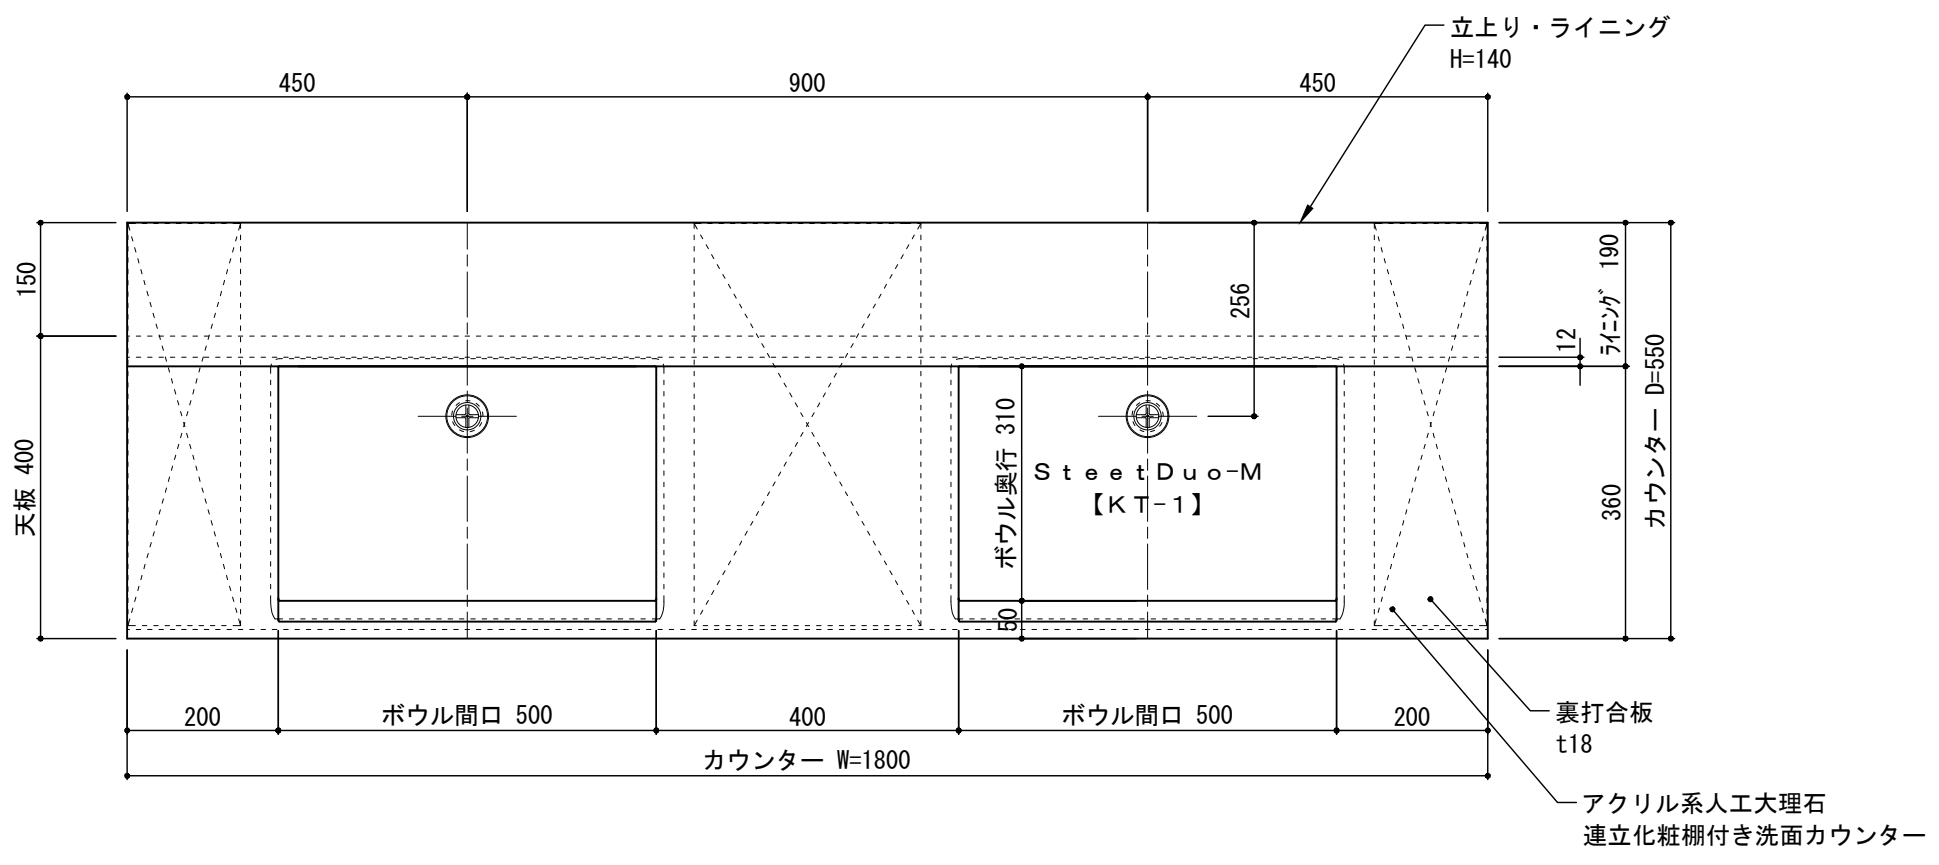 立上り・ライニング
H=140
450
900
450
150
天板 400
256
12
ライニング 190
360
カウンター D=550
ボウル奥行 310
50
ＳｔｅｅｔＤｕｏ−Ｍ
【ＫＴ−１】
200
ボウル間口 500
400
ボウル間口 500
200
カウンター W=1800
裏打合板
t18
アクリル系人工大理石
連立化粧棚付き洗面カウンター